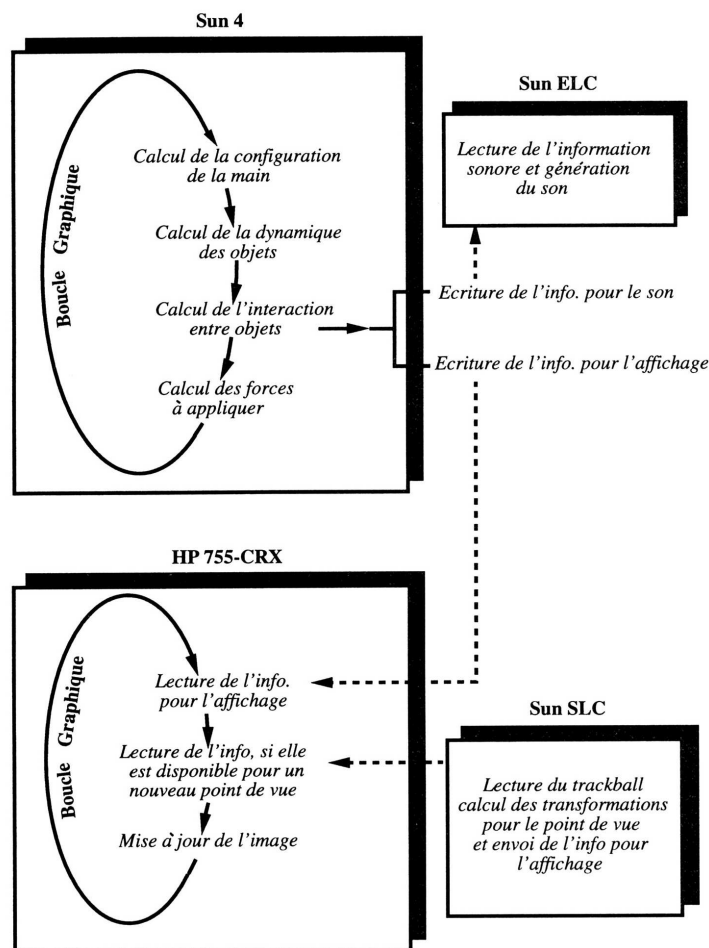 Sun 4
Boucle Graphique
Calcul de la configuration
de la main
Calcul de la dynamique
des objets
Calcul de l'interaction
entre objets
Calcul des forces
à appliquer
Sun ELC
Lecture de l'information
sonore et génération
du son
Ecriture de l'info. pour le son
Ecriture de l'info. pour l'affichage
HP 755-CRX
Boucle Graphique
Lecture de l'info.
pour l'affichage
Lecture de l'info, si elle
est disponible pour un
nouveau point de vue
Mise à jour de l'image
Sun SLC
Lecture du trackball
calcul des transformations
pour le point de vue
et envoi de l'info pour
l'affichage